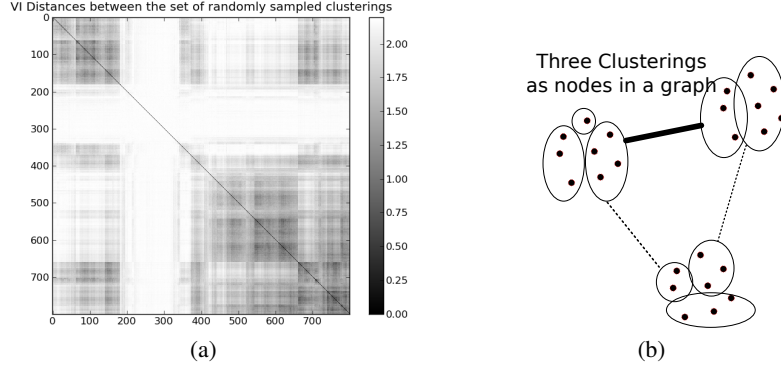 VI Distances between the set of randomly sampled clusterings
0
100
200
300
400
500
600
700
0 100 200 300 400 500 600 700
2.00
1.75
1.50
1.25
1.00
0.75
0.50
0.25
0.00
(a)
Three Clusterings
as nodes in a graph
(b)